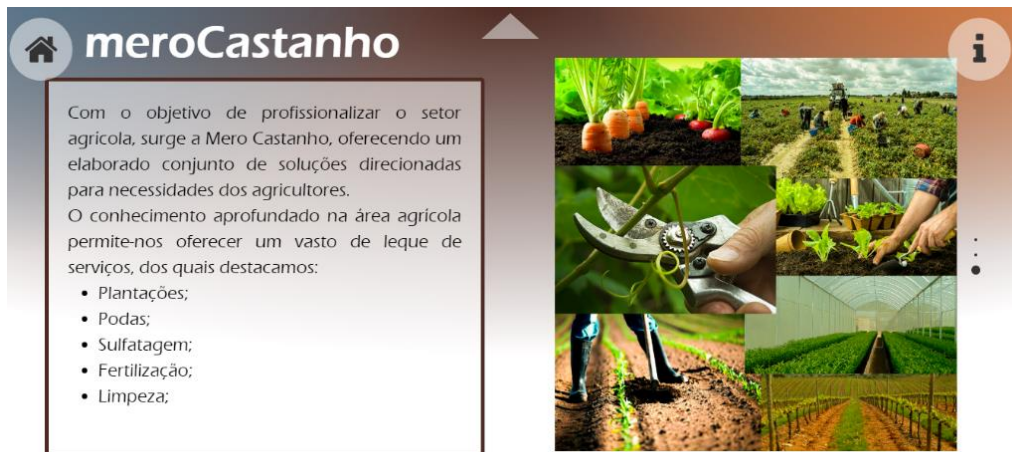 meroCastanho
Com o objetivo de profissionalizar o setor
agrícola, surge a Mero Castanho, oferecendo um
elaborado conjunto de soluções direcionadas
para necessidades dos agricultores.
O conhecimento aprofundado na área agrícola
permite-nos oferecer um vasto de leque de
serviços, dos quais destacamos:
• Plantações;
• Podas;
• Sulfatagem;
• Fertilização;
• Limpeza;